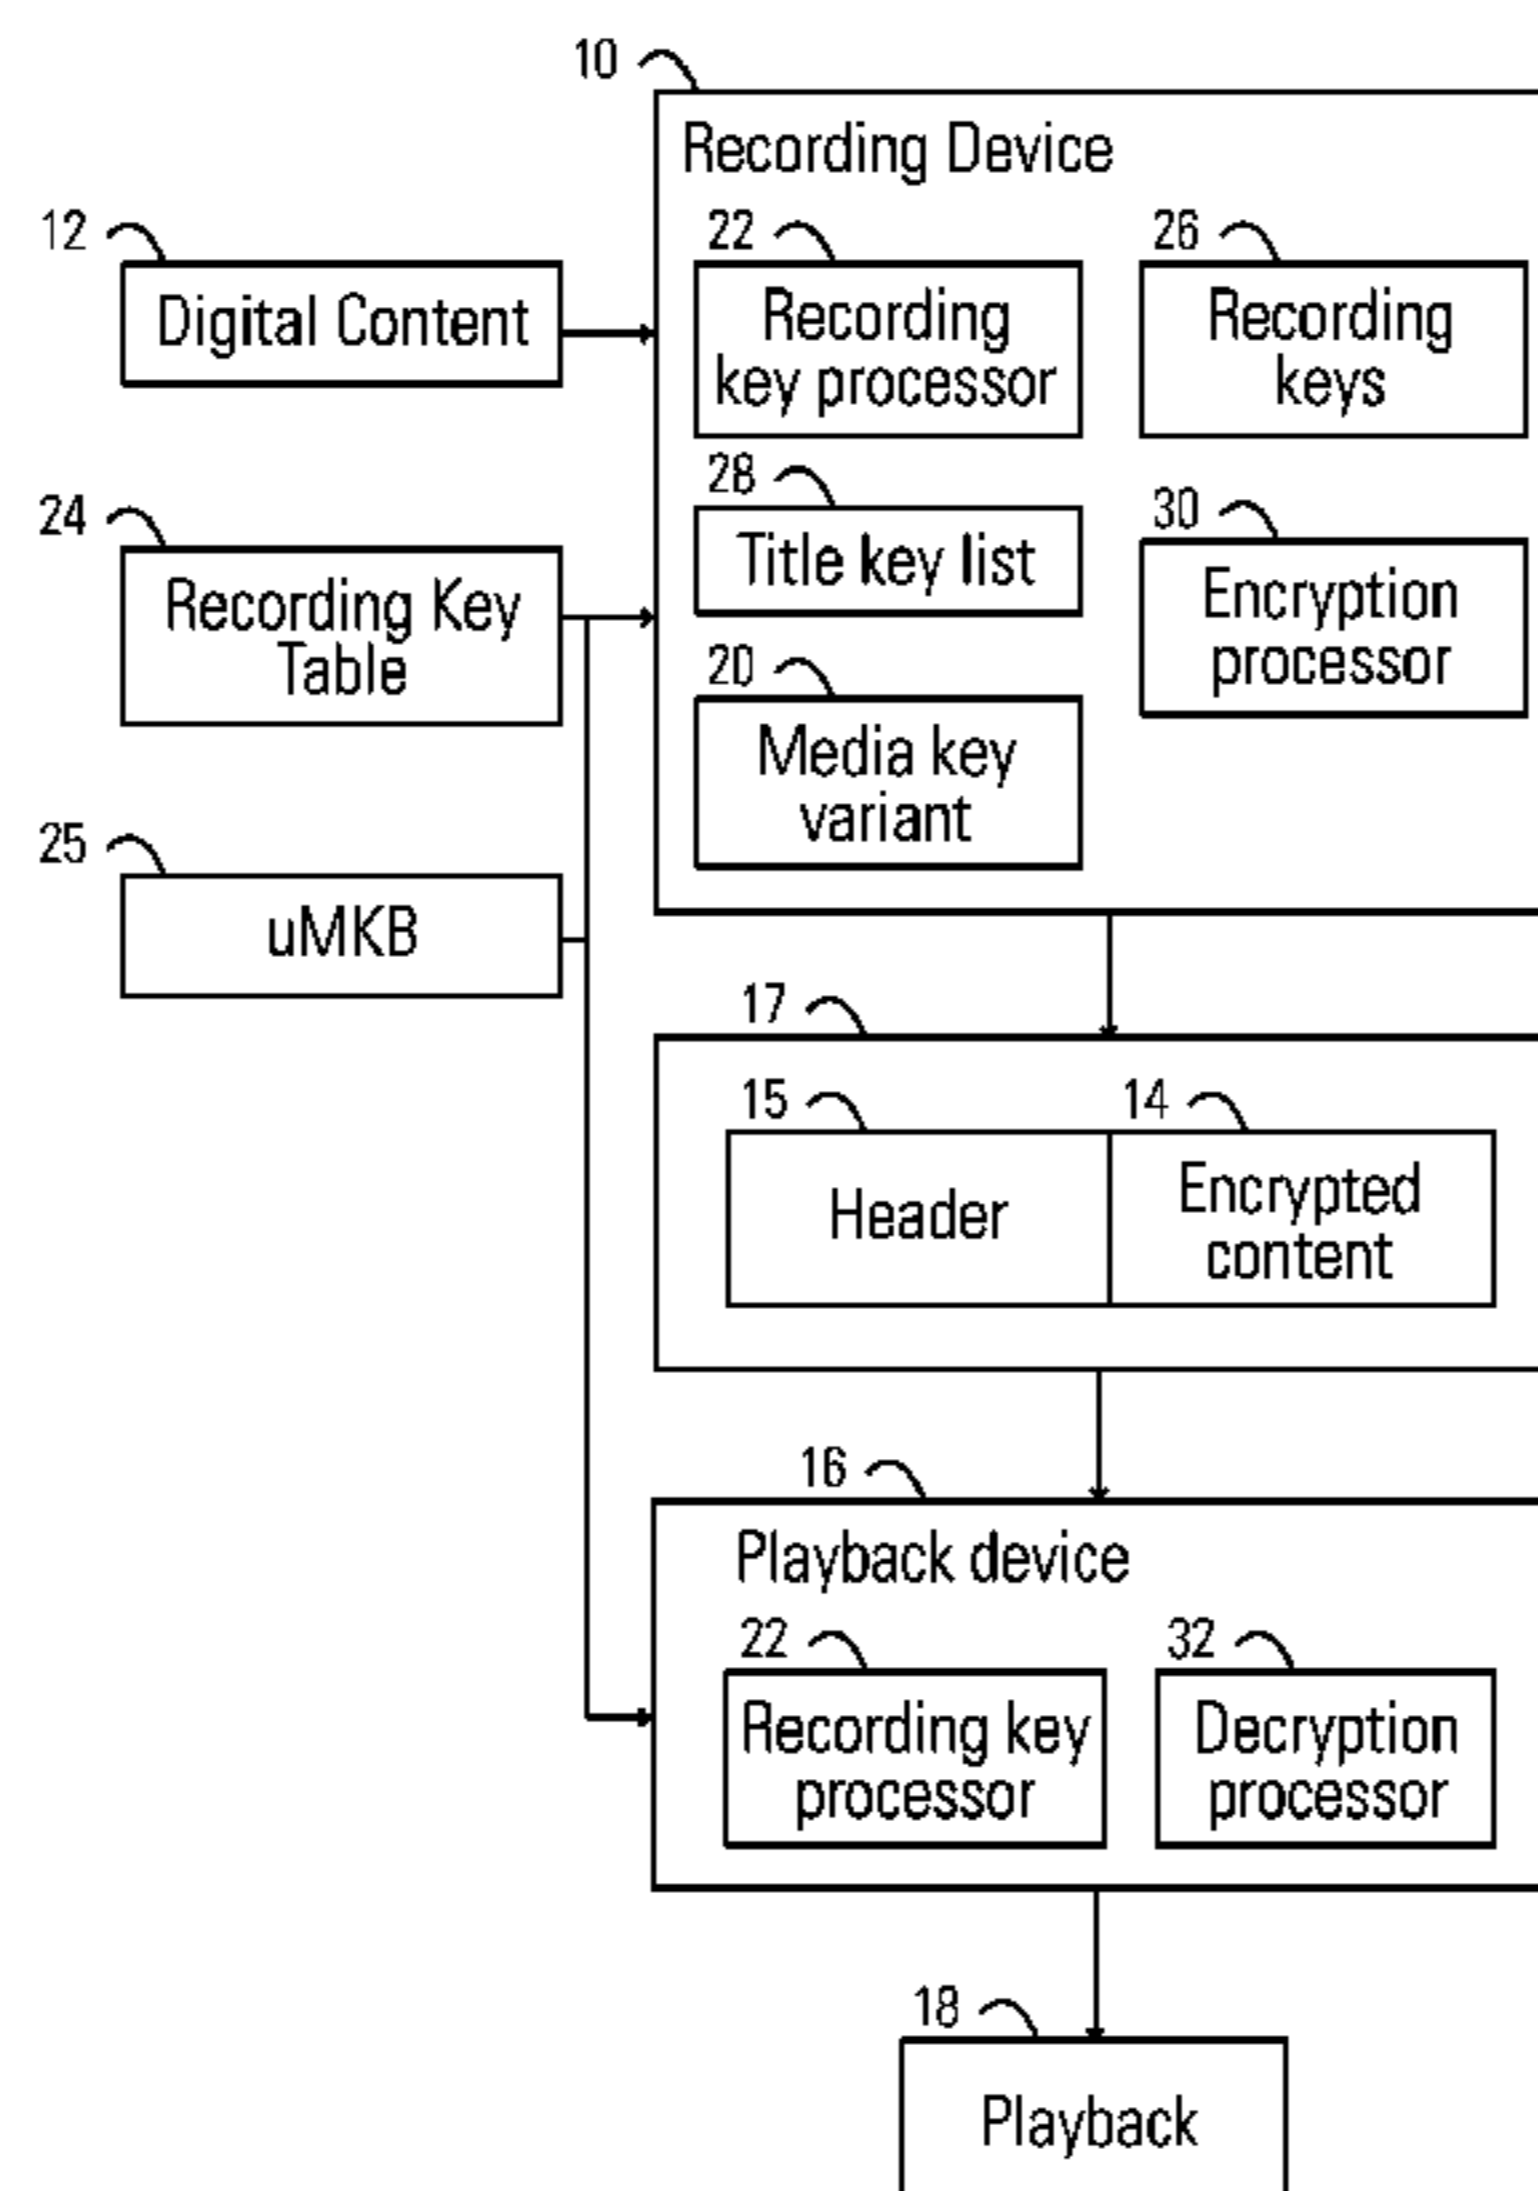 10
Recording Device
12
Digital Content
22
Recording
key processor
26
Recording
keys
24
Recording Key
Table
28
Title key list
30
Encryption
processor
20
Media key
variant
25
uMKB
17
15
Header
14
Encrypted
content
16
Playback device
22
Recording key
processor
32
Decryption
processor
18
Playback